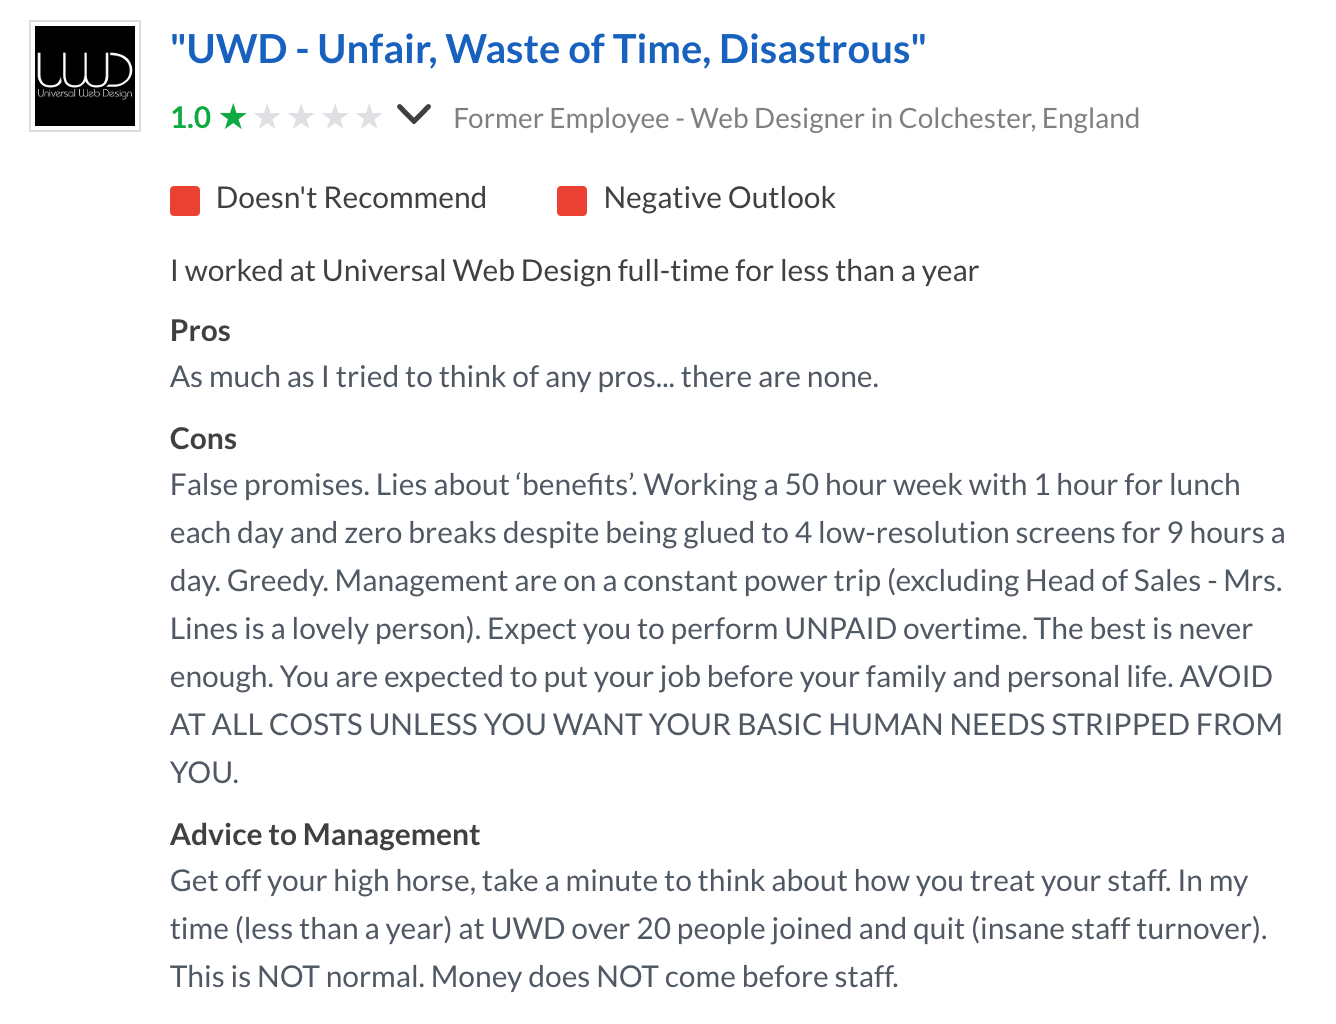 UWD
Universal Web Design
"UWD - Unfair, Waste of Time, Disastrous"
1.0 Former Employee - Web Designer in Colchester, England
Doesn't Recommend Negative Outlook
I worked at Universal Web Design full-time for less than a year
Pros
As much as I tried to think of any pros... there are none.
Cons
False promises. Lies about ‘benefits’. Working a 50 hour week with 1 hour for lunch
each day and zero breaks despite being glued to 4 low-resolution screens for 9 hours a
day. Greedy. Management are on a constant power trip (excluding Head of Sales - Mrs.
Lines is a lovely person). Expect you to perform UNPAID overtime. The best is never
enough. You are expected to put your job before your family and personal life. AVOID
AT ALL COSTS UNLESS YOU WANT YOUR BASIC HUMAN NEEDS STRIPPED FROM
YOU.
Advice to Management
Get off your high horse, take a minute to think about how you treat your staff. In my
time (less than a year) at UWD over 20 people joined and quit (insane staff turnover).
This is NOT normal. Money does NOT come before staff.